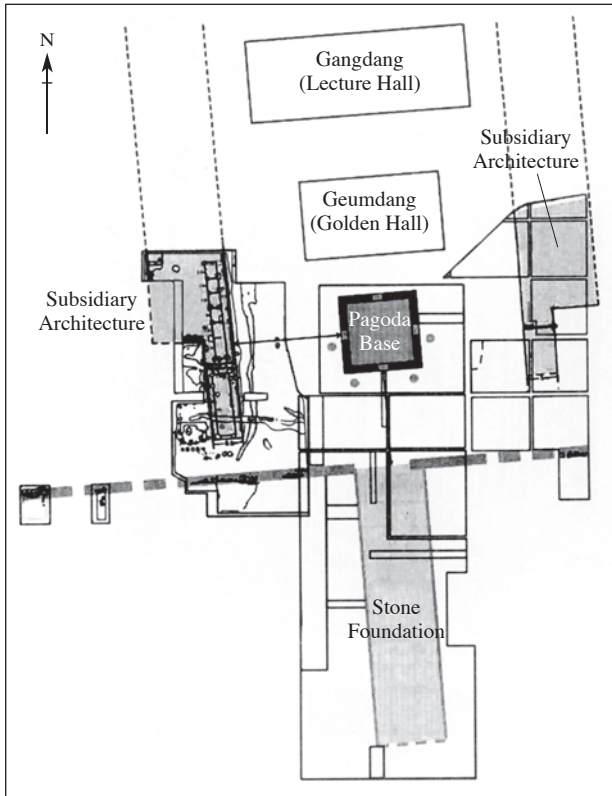 N
Gangdang
(Lecture Hall)
Subsidiary
Architecture
Geumdang
(Golden Hall)
Subsidiary
Architecture
Pagoda
Base
Stone
Foundation